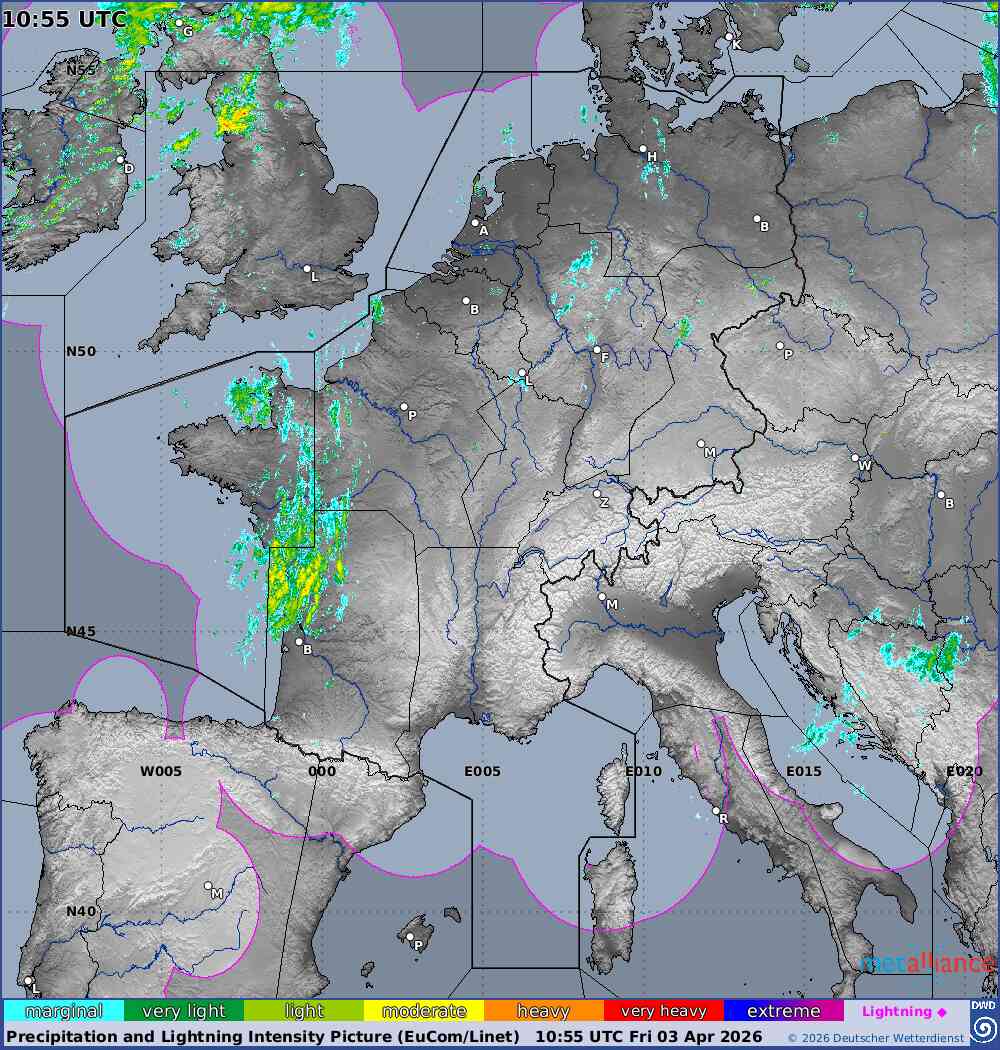 10:55 UTC
G
K
N55
D
H
A
B
L
B
N50
P
F
L
P
M
W
Z
B
M
N45
B
W005
000
E005
E010
E015
E020
R
M
N40
P
metalliance
L
marginal very light light moderate heavy very heavy extreme Lightning ◆
DWD
Precipitation and Lightning Intensity Picture (EuCom/Linet) 10:55 UTC Fri 03 Apr 2026 © 2026 Deutscher Wetterdienst